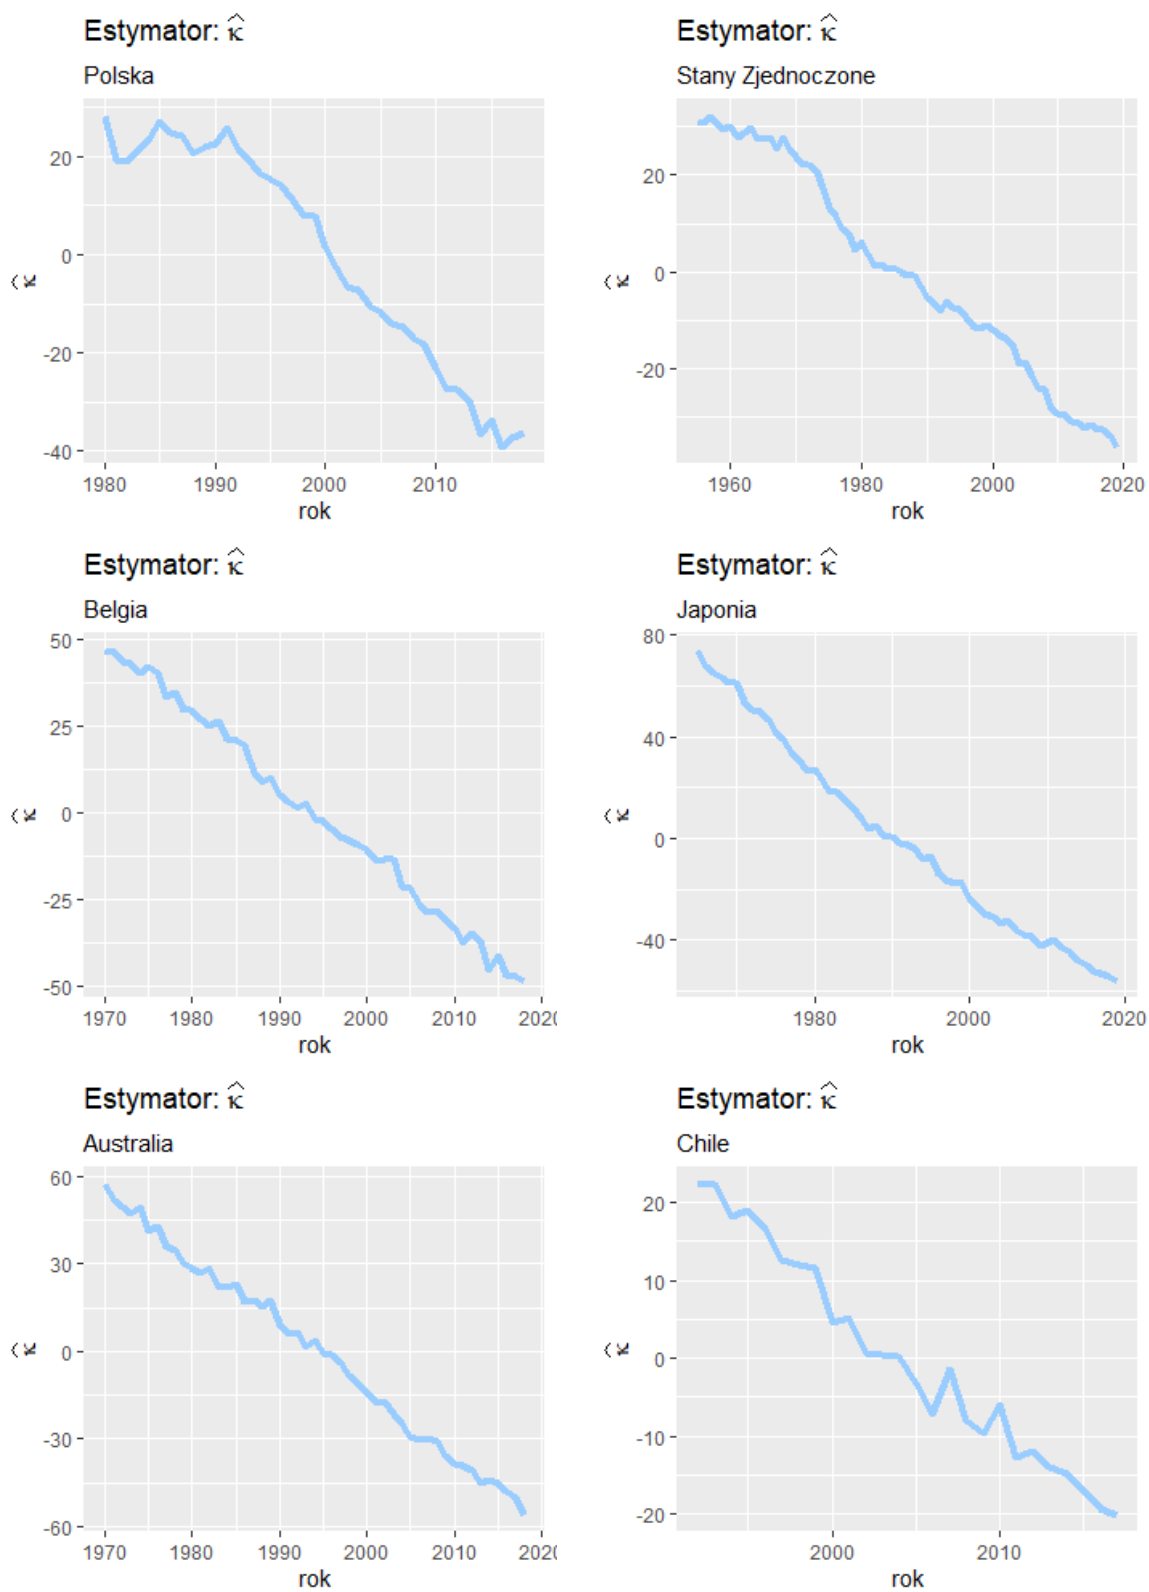 Estymator: κ̂
Polska
20
0
-20
-40
κ̂
1980 1990 2000 2010
rok
Estymator: κ̂
Stany Zjednoczone
20
0
-20
κ̂
1960 1980 2000 2020
rok
Estymator: κ̂
Belgia
50
25
0
-25
-50
κ̂
1970 1980 1990 2000 2010 2020
rok
Estymator: κ̂
Japonia
80
40
0
-40
κ̂
1980 2000 2020
rok
Estymator: κ̂
Australia
60
30
0
-30
-60
κ̂
1970 1980 1990 2000 2010 2020
rok
Estymator: κ̂
Chile
20
10
0
-10
-20
κ̂
2000 2010
rok